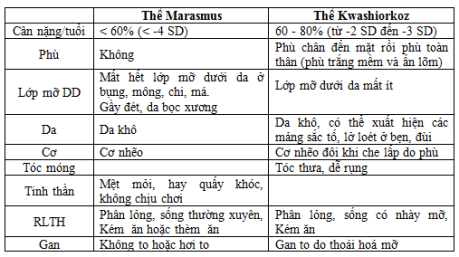 Thể Marasmus
Thể Kwashiorkoz
Cân nặng/tuổi
< 60% (< -4 SD)
60 - 80% (từ -2 SD đến -3 SD)
Phù
Không
Phù chân đến mặt rồi phù toàn
thân (phù trắng mềm và ấn lõm)
Lớp mỡ DD
Mất hết lớp mỡ dưới da ở
bụng, mông, chi, má.
Gầy đét, da bọc xương
Lớp mỡ dưới da mất ít
Da
Da khô
Da khô, có thể xuất hiện các
mảng sắc tố, lở loét ở bẹn, đùi
Cơ
Cơ nhẽo
Cơ nhẽo đôi khi che lấp do phù
Tóc móng
Tóc thưa, dễ rụng
Tinh thần
Mệt mỏi, hay quấy khóc,
không chịu chơi
RLTH
Phân lỏng, sống thường xuyên,
Kém ăn hoặc thèm ăn
Phân lỏng, sống có nhày mỡ,
Kém ăn
Gan
Không to hoặc hơi to
Gan to do thoái hoá mỡ